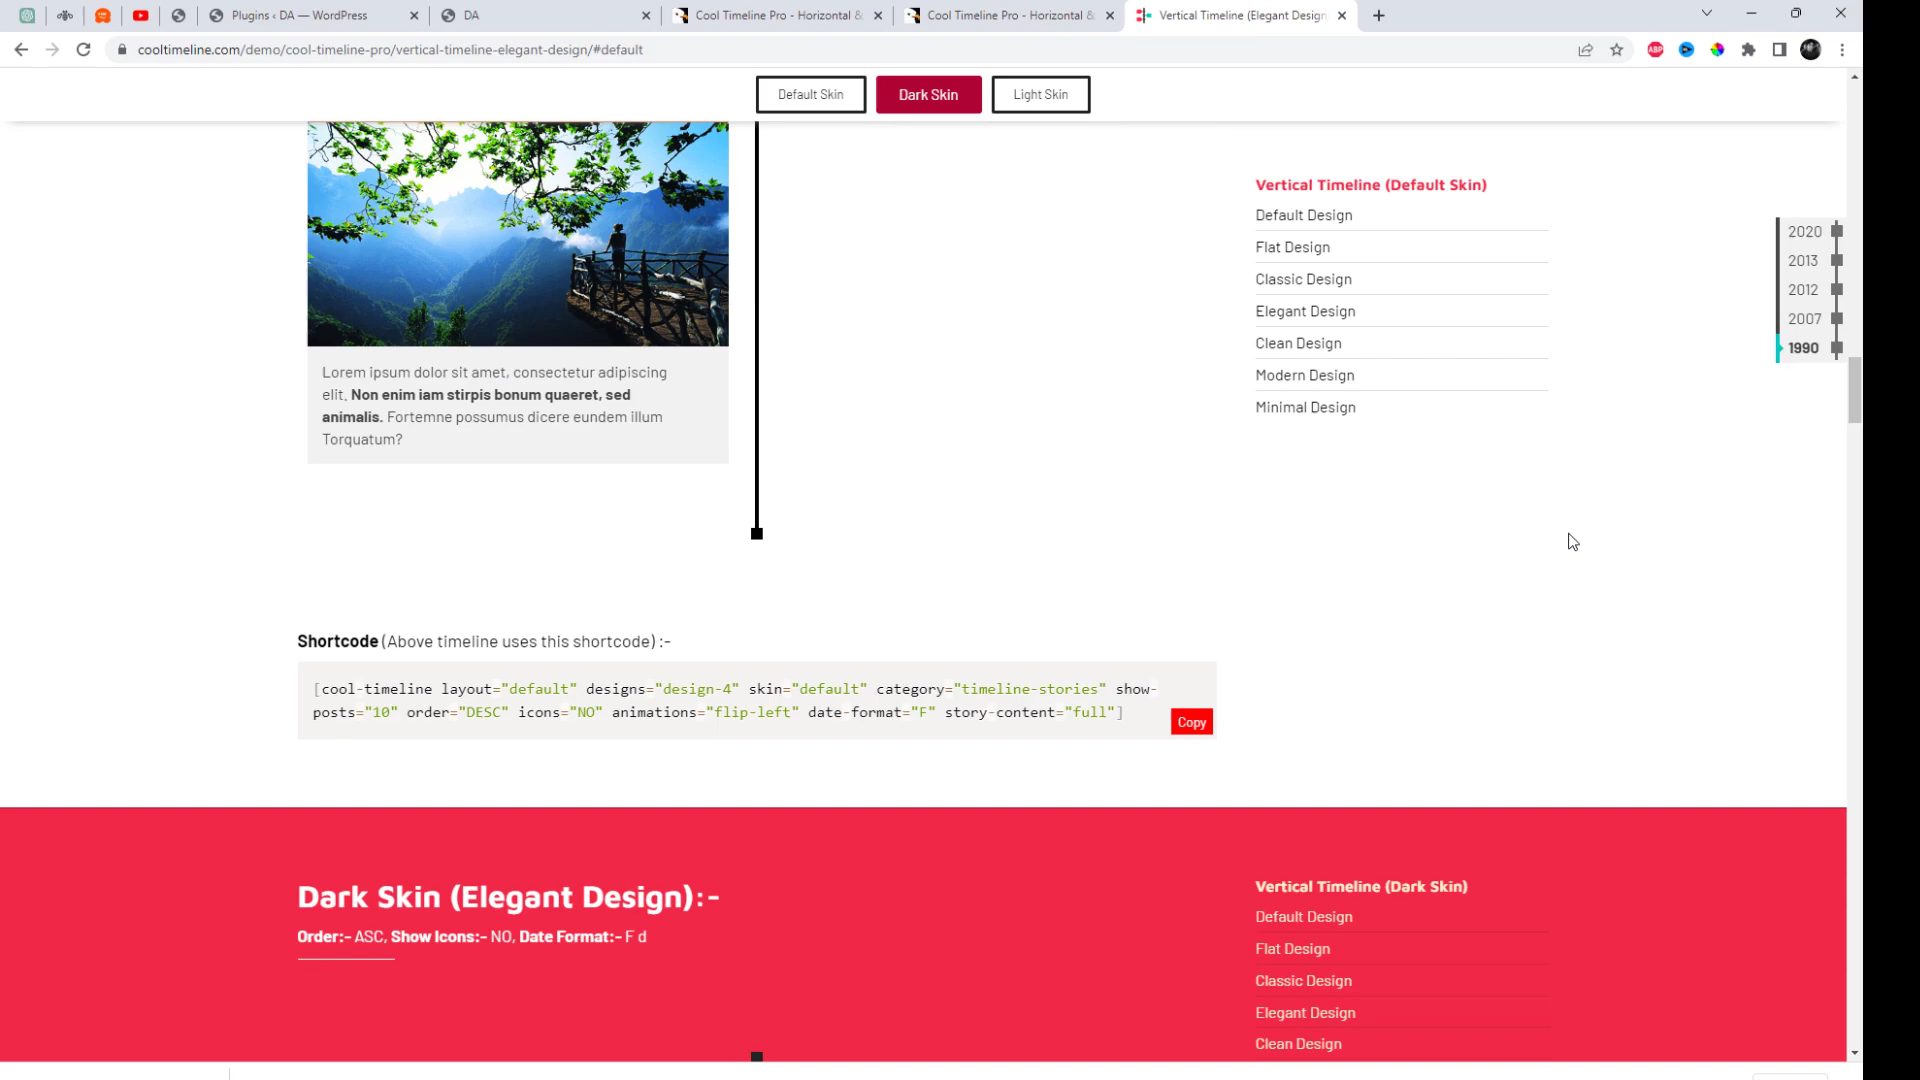 Plugins ‹ DA — WordPress
DA
Cool Timeline Pro - Horizontal &
Cool Timeline Pro - Horizontal &
Vertical Timeline (Elegant Design
cooltimeline.com/demo/cool-timeline-pro/vertical-timeline-elegant-design/#default
ABP
Default Skin
Dark Skin
Light Skin
Vertical Timeline (Default Skin)
Default Design
Flat Design
Classic Design
Elegant Design
Clean Design
Modern Design
Minimal Design
2020
2013
2012
2007
1990
Lorem ipsum dolor sit amet, consectetur adipiscing
elit. Non enim iam stirpis bonum quaeret, sed
animalis. Fortemne possumus dicere eundem illum
Torquatum?
Shortcode (Above timeline uses this shortcode) :-
[cool-timeline layout="default" designs="design-4" skin="default" category="timeline-stories" show-
posts="10" order="DESC" icons="NO" animations="flip-left" date-format="F" story-content="full"]
Copy
Dark Skin (Elegant Design):-
Order:- ASC, Show Icons:- NO, Date Format:- F d
Vertical Timeline (Dark Skin)
Default Design
Flat Design
Classic Design
Elegant Design
Clean Design